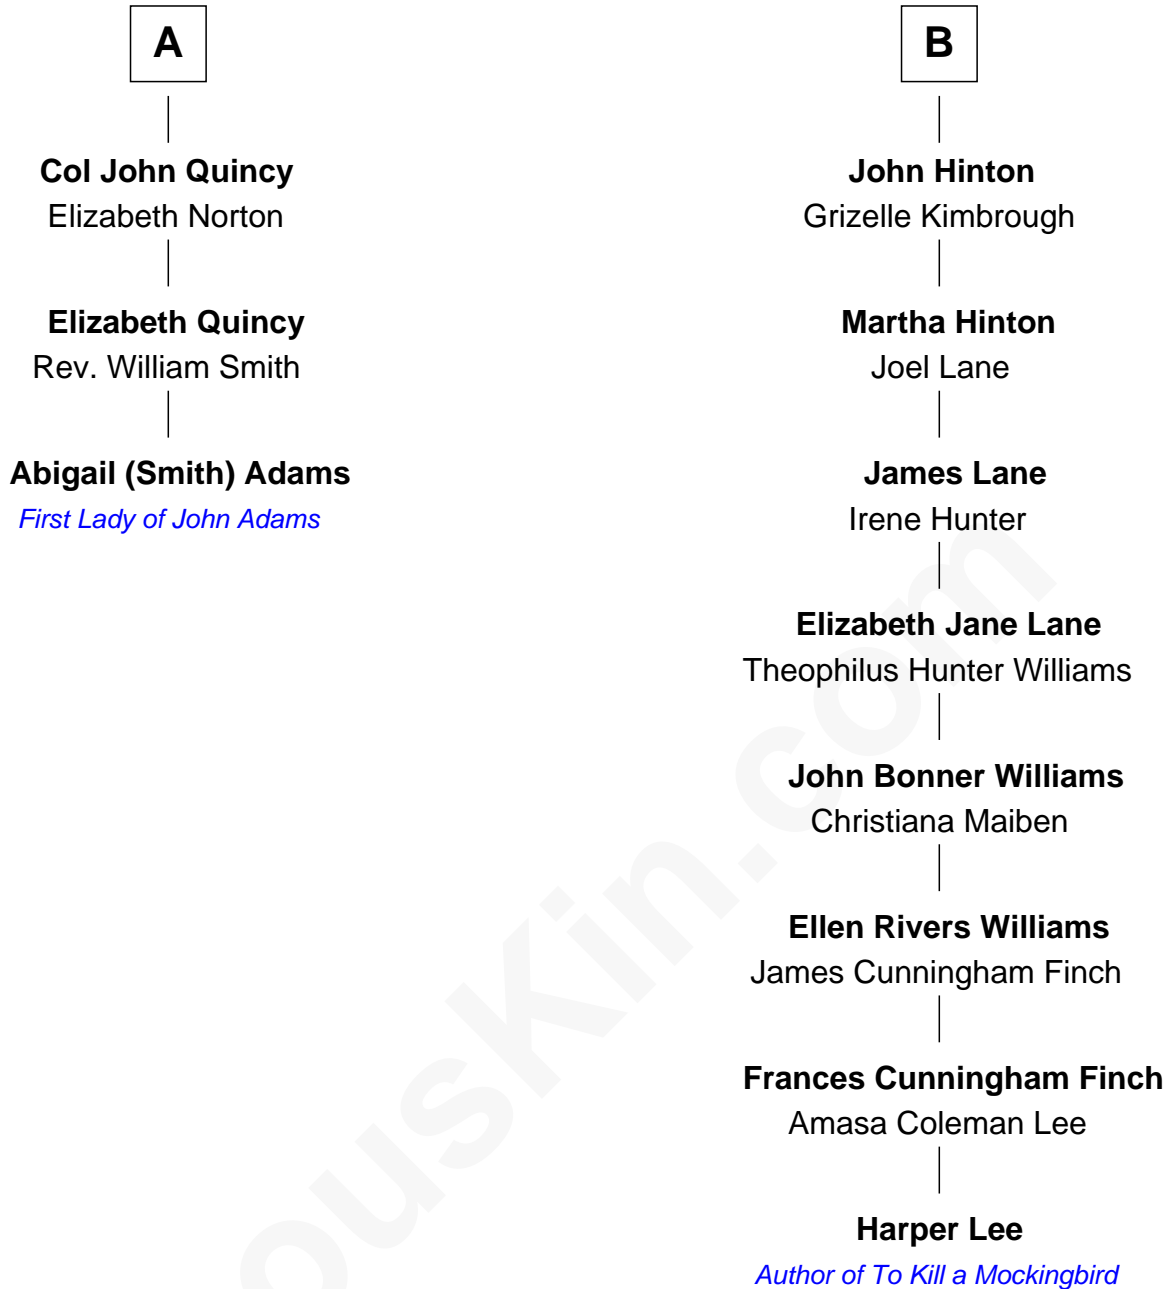 A
Col John Quincy
Elizabeth Norton
Elizabeth Quincy
Rev. William Smith
Abigail (Smith) Adams
First Lady of John Adams
B
John Hinton
Grizelle Kimbrough
Martha Hinton
Joel Lane
James Lane
Irene Hunter
Elizabeth Jane Lane
Theophilus Hunter Williams
John Bonner Williams
Christiana Maiben
Ellen Rivers Williams
James Cunningham Finch
Frances Cunningham Finch
Amasa Coleman Lee
Harper Lee
Author of To Kill a Mockingbird
ousKin.com